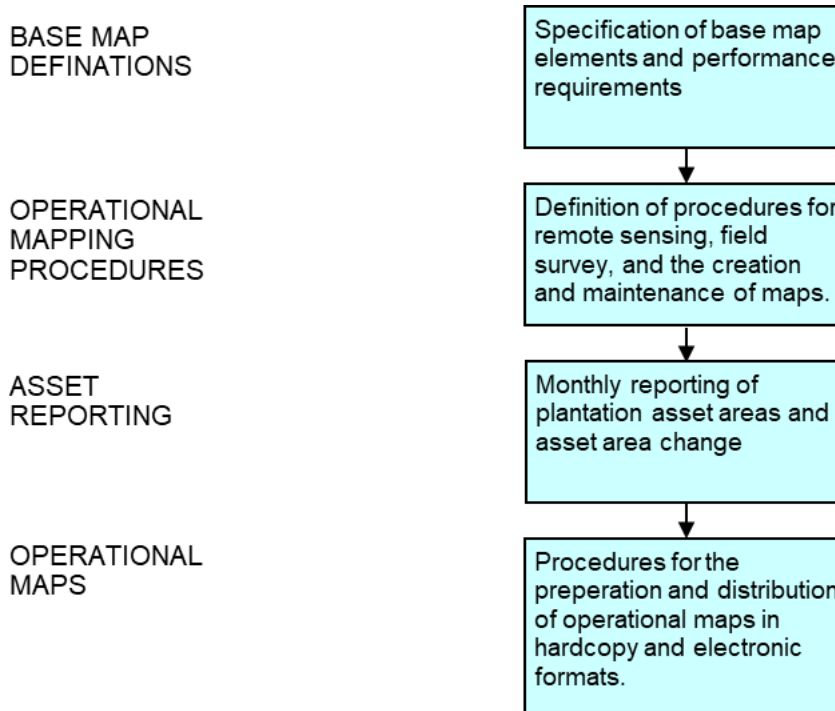 BASE MAP
DEFINATIONS
Specification of base map
elements and performance
requirements
OPERATIONAL
MAPPING
PROCEDURES
Definition of procedures for
remote sensing, field
survey, and the creation
and maintenance of maps.
ASSET
REPORTING
Monthly reporting of
plantation asset areas and
asset area change
OPERATIONAL
MAPS
Procedures for the
preperation and distribution
of operational maps in
hardcopy and electronic
formats.